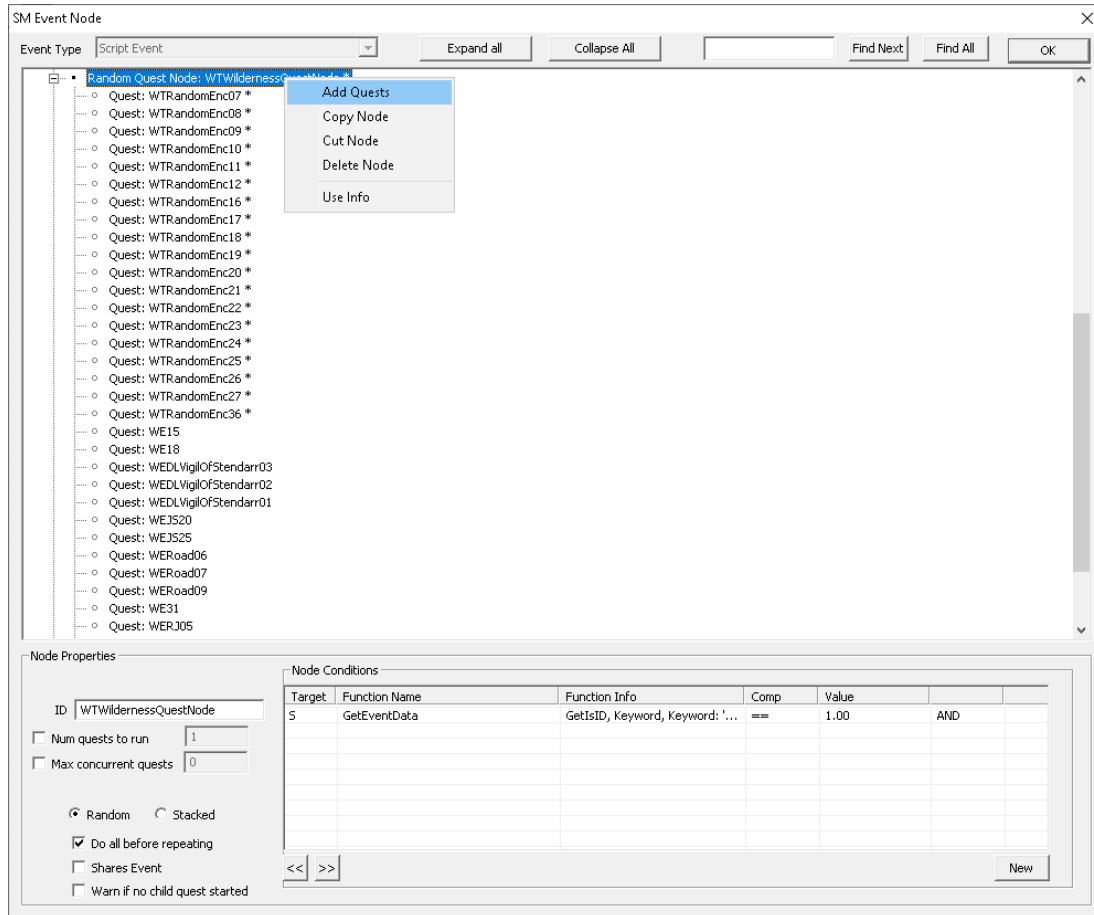 SM Event Node
Event Type Script Event Expand all Collapse All Find Next Find All OK
Random Quest Node: WTWildernessQuestNode *
Quest: WTRandomEnc07 *
Quest: WTRandomEnc08 *
Quest: WTRandomEnc09 *
Quest: WTRandomEnc10 *
Quest: WTRandomEnc11 *
Quest: WTRandomEnc12 *
Quest: WTRandomEnc16 *
Quest: WTRandomEnc17 *
Quest: WTRandomEnc18 *
Quest: WTRandomEnc19 *
Quest: WTRandomEnc20 *
Quest: WTRandomEnc21 *
Quest: WTRandomEnc22 *
Quest: WTRandomEnc23 *
Quest: WTRandomEnc24 *
Quest: WTRandomEnc25 *
Quest: WTRandomEnc26 *
Quest: WTRandomEnc27 *
Quest: WTRandomEnc36 *
Quest: WE15
Quest: WE18
Quest: WEDLVigilOfStendarr03
Quest: WEDLVigilOfStendarr02
Quest: WEDLVigilOfStendarr01
Quest: WEJS20
Quest: WEJS25
Quest: WERoad06
Quest: WERoad07
Quest: WERoad09
Quest: WE31
Quest: WERJ05
Add Quests
Copy Node
Cut Node
Delete Node
Use Info
Node Properties
ID WTWildernessQuestNode
Num quests to run 1
Max concurrent quests 0
Random Stacked
Do all before repeating
Shares Event
Warn if no child quest started
Node Conditions
Target Function Name Function Info Comp Value
S GetEventData GetIsID, Keyword, Keyword: '... == 1.00 AND
<< >> New